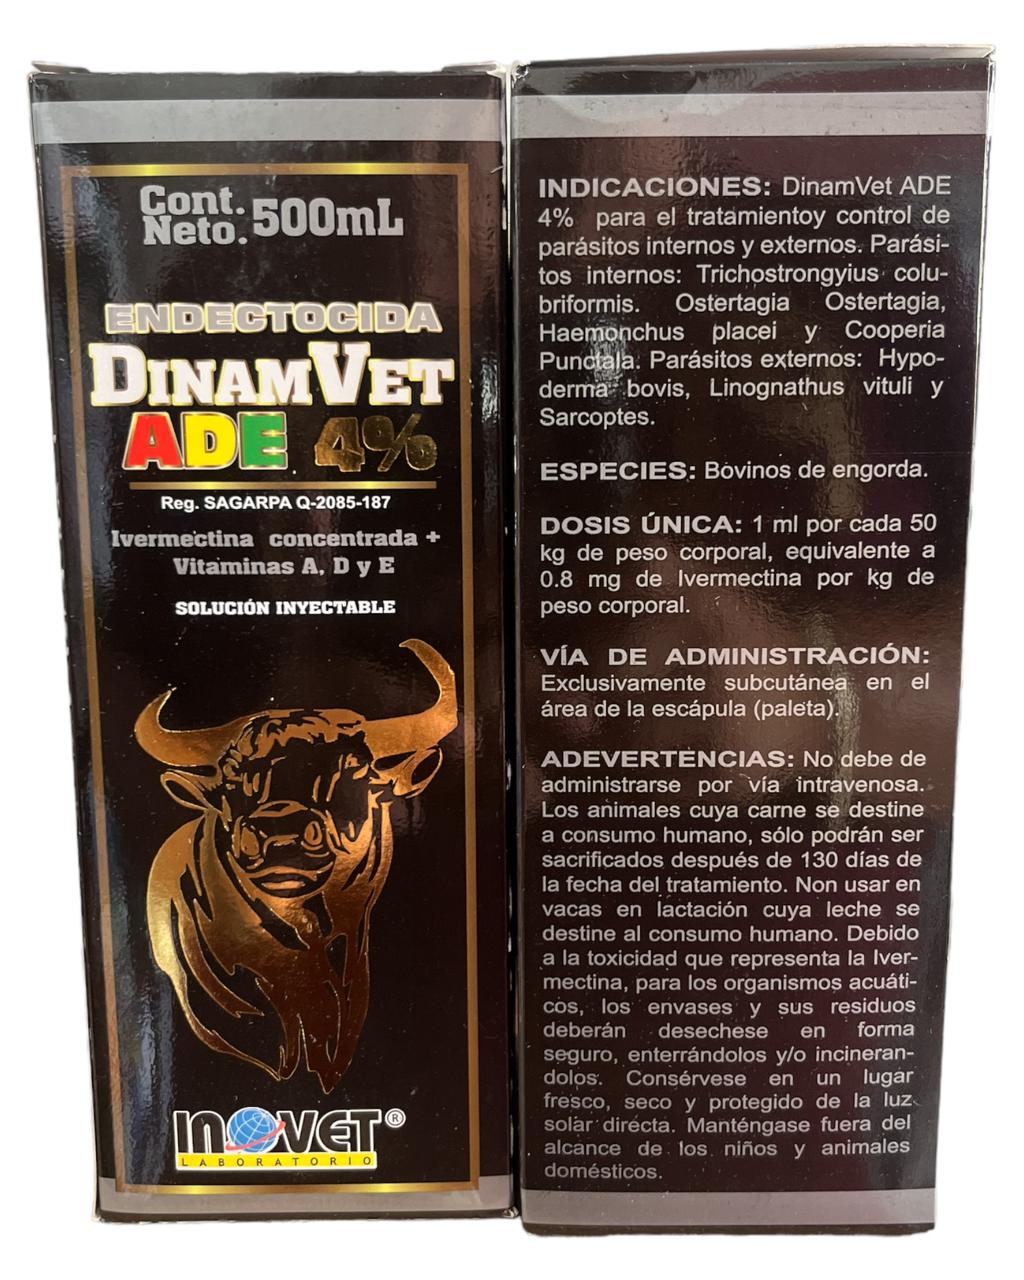 Cont.
Neto. 500mL
ENDECTOCIDA
DINAMVET
ADE 4%
Reg. SAGARPA Q-2085-187
Ivermectina concentrada +
Vitaminas A, D y E
SOLUCIÓN INYECTABLE
INOVET®
LABORATORIO
INDICACIONES: DinamVet ADE
4% para el tratamientoy control de
parásitos internos y externos. Parási-
tos internos: Trichostrongyius colu-
briformis. Ostertagia Ostertagia,
Haemonchus placei y Cooperia
Punctala. Parásitos externos: Hypo-
derma bovis, Linognathus vituli y
Sarcoptes.
ESPECIES: Bovinos de engorda.
DOSIS ÚNICA: 1 ml por cada 50
kg de peso corporal, equivalente a
0.8 mg de Ivermectina por kg de
peso corporal.
VÍA DE ADMINISTRACIÓN:
Exclusivamente subcutánea en el
área de la escápula (paleta).
ADEVERTENCIAS: No debe de
administrarse por vía intravenosa.
Los animales cuya carne se destine
a consumo humano, sólo podrán ser
sacrificados después de 130 días de
la fecha del tratamiento. Non usar en
vacas en lactación cuya leche se
destine al consumo humano. Debido
a la toxicidad que representa la Iver-
mectina, para los organismos acuáti-
cos, los envases y sus residuos
deberán desechese en forma
seguro, enterrándolos y/o incineran-
dolos. Consérvese en un lugar
fresco, seco y protegido de la luz
solar dirécta. Manténgase fuera del
alcance de los niños y animales
domésticos.